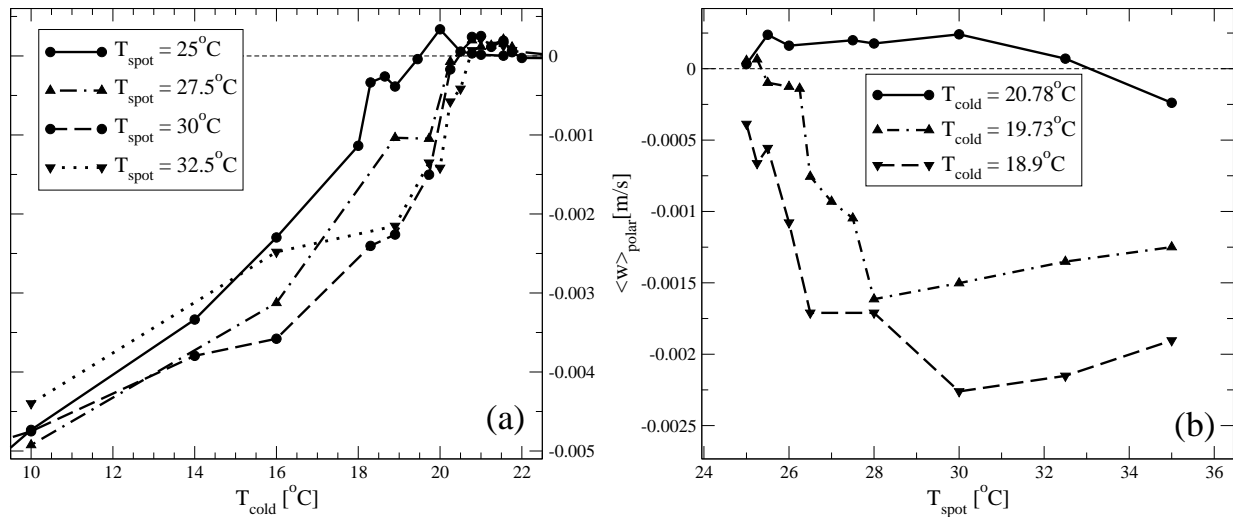 T_spot = 25°C
T_spot = 27.5°C
T_spot = 30°C
T_spot = 32.5°C
0
-0.001
-0.002
-0.003
-0.004
-0.005
(a)
10 12 14 16 18 20 22
T_cold [°C]
<w>_polar [m/s]
0
-0.0005
-0.001
-0.0015
-0.002
-0.0025
T_cold = 20.78°C
T_cold = 19.73°C
T_cold = 18.9°C
(b)
24 26 28 30 32 34 36
T_spot [°C]